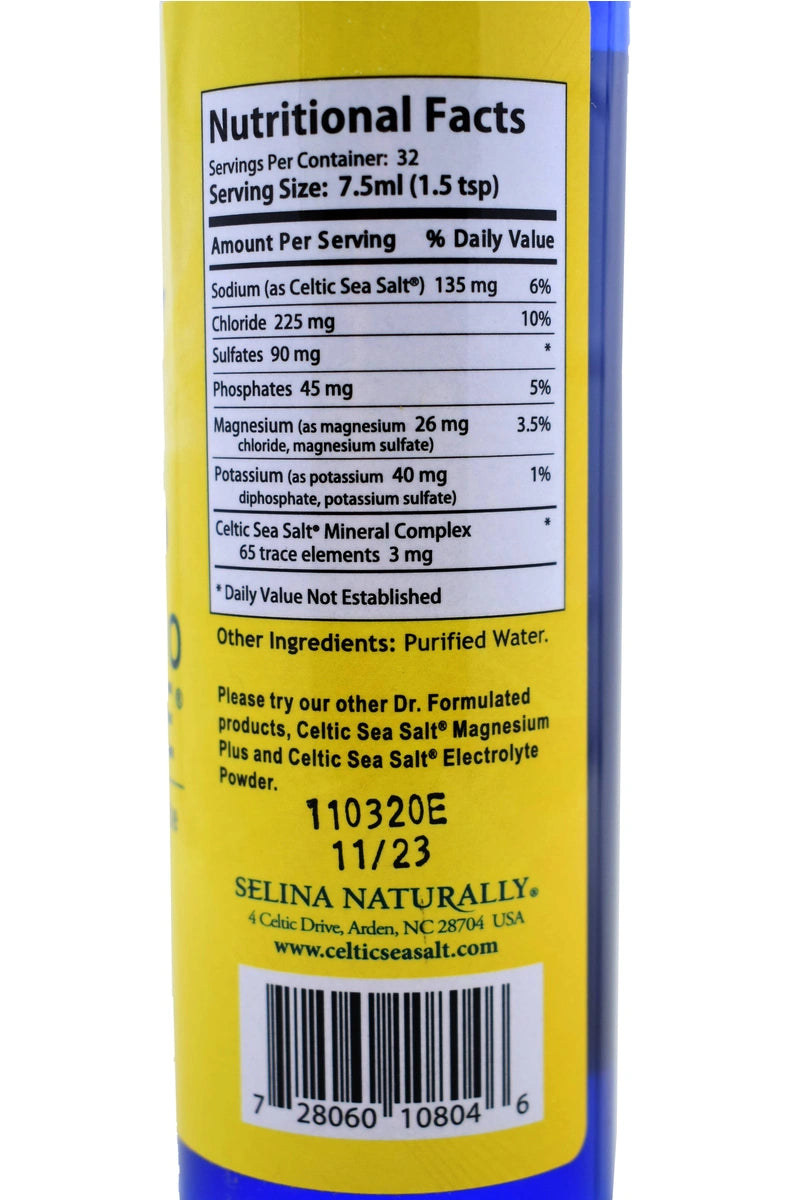 Nutritional Facts
Servings Per Container: 32
Serving Size: 7.5ml (1.5 tsp)
Amount Per Serving % Daily Value
Sodium (as Celtic Sea Salt®) 135 mg 6%
Chloride 225 mg 10%
Sulfates 90 mg *
Phosphates 45 mg 5%
Magnesium (as magnesium 26 mg 3.5%
chloride, magnesium sulfate)
Potassium (as potassium 40 mg 1%
diphosphate, potassium sulfate)
Celtic Sea Salt® Mineral Complex *
65 trace elements 3 mg
* Daily Value Not Established
Other Ingredients: Purified Water.
Please try our other Dr. Formulated
products, Celtic Sea Salt® Magnesium
Plus and Celtic Sea Salt® Electrolyte
Powder.
110320E
11/23
SELINA NATURALLY®
4 Celtic Drive, Arden, NC 28704 USA
www.celticseasalt.com
7 28060 10804 6